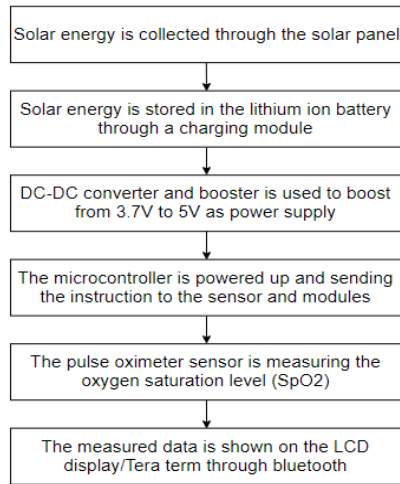 Solar energy is collected through the solar panel
Solar energy is stored in the lithium ion battery
through a charging module
DC-DC converter and booster is used to boost
from 3.7V to 5V as power supply
The microcontroller is powered up and sending
the instruction to the sensor and modules
The pulse oximeter sensor is measuring the
oxygen saturation level (SpO2)
The measured data is shown on the LCD
display/Tera term through bluetooth